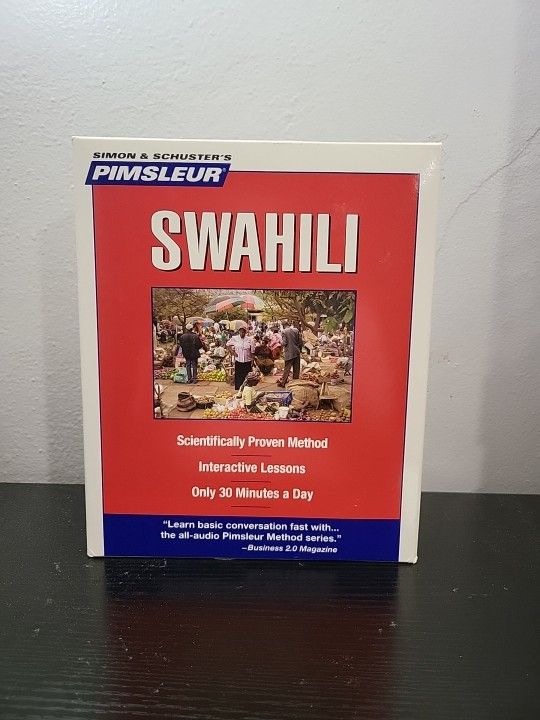 SIMON & SCHUSTER'S
PIMSLEUR®
SWAHILI
Scientifically Proven Method
Interactive Lessons
Only 30 Minutes a Day
“Learn basic conversation fast with...
the all-audio Pimsleur Method series.”
–Business 2.0 Magazine